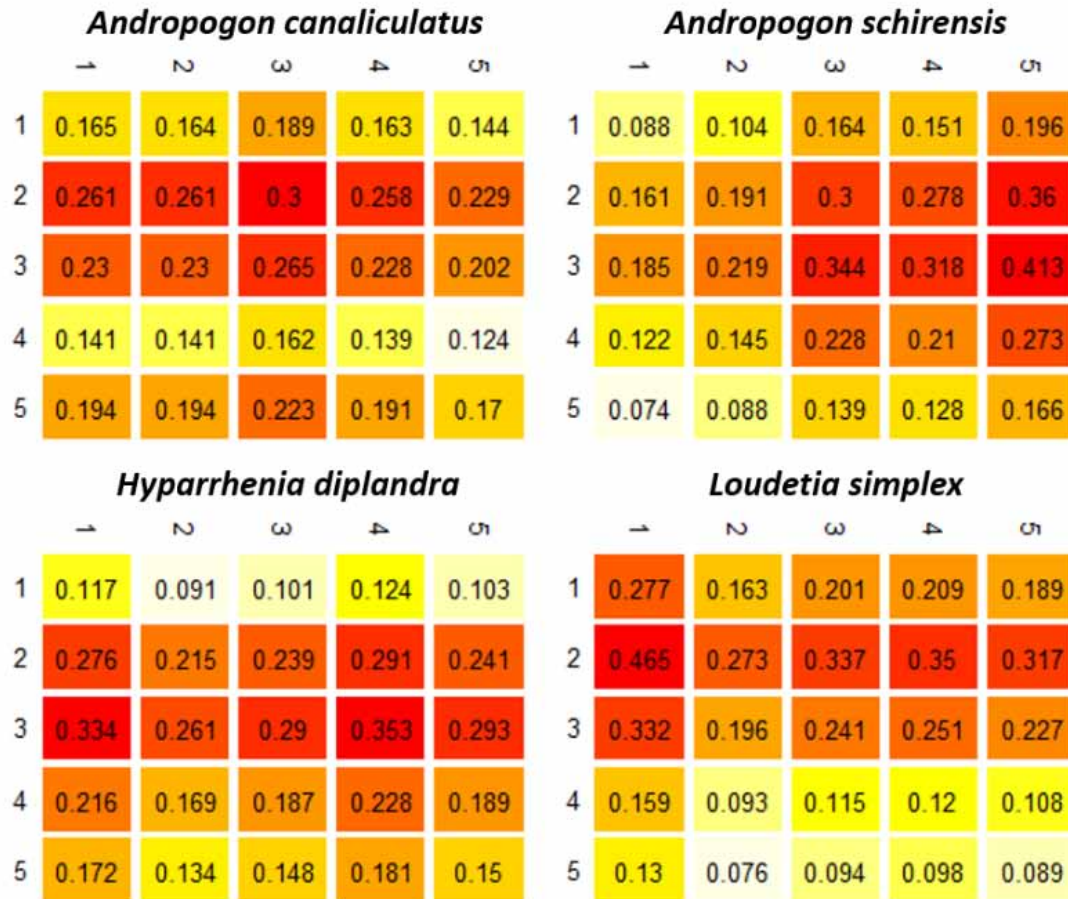 Andropogon canaliculatus
1 2 3 4 5
1 0.165 0.164 0.189 0.163 0.144
2 0.261 0.261 0.3 0.258 0.229
3 0.23 0.23 0.265 0.228 0.202
4 0.141 0.141 0.162 0.139 0.124
5 0.194 0.194 0.223 0.191 0.17
Andropogon schirensis
1 2 3 4 5
1 0.088 0.104 0.164 0.151 0.196
2 0.161 0.191 0.3 0.278 0.36
3 0.185 0.219 0.344 0.318 0.413
4 0.122 0.145 0.228 0.21 0.273
5 0.074 0.088 0.139 0.128 0.166
Hyparrhenia diplandra
1 2 3 4 5
1 0.117 0.091 0.101 0.124 0.103
2 0.276 0.215 0.239 0.291 0.241
3 0.334 0.261 0.29 0.353 0.293
4 0.216 0.169 0.187 0.228 0.189
5 0.172 0.134 0.148 0.181 0.15
Loudetia simplex
1 2 3 4 5
1 0.277 0.163 0.201 0.209 0.189
2 0.465 0.273 0.337 0.35 0.317
3 0.332 0.196 0.241 0.251 0.227
4 0.159 0.093 0.115 0.12 0.108
5 0.13 0.076 0.094 0.098 0.089